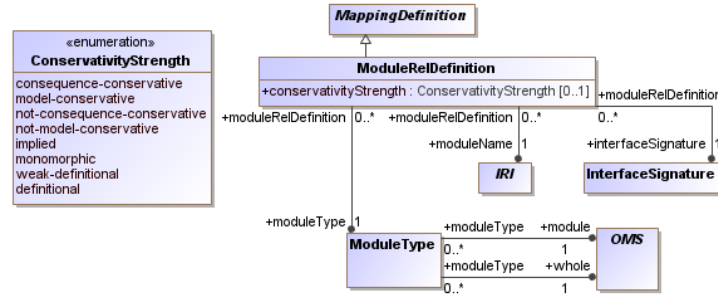 MappingDefinition
«enumeration»
ConservativityStrength
consequence-conservative
model-conservative
not-consequence-conservative
not-model-conservative
implied
monomorphic
weak-definitional
definitional
ModuleRelDefinition
+conservativityStrength : ConservativityStrength [0..1]
+moduleRelDefinition
0..*
+moduleRelDefinition
0..*
+moduleRelDefinition
0..*
+moduleName
1
+interfaceSignature
1
IRI
InterfaceSignature
+moduleType
1
ModuleType
+moduleType
+module
0..*
1
+moduleType
+whole
0..*
1
OMS